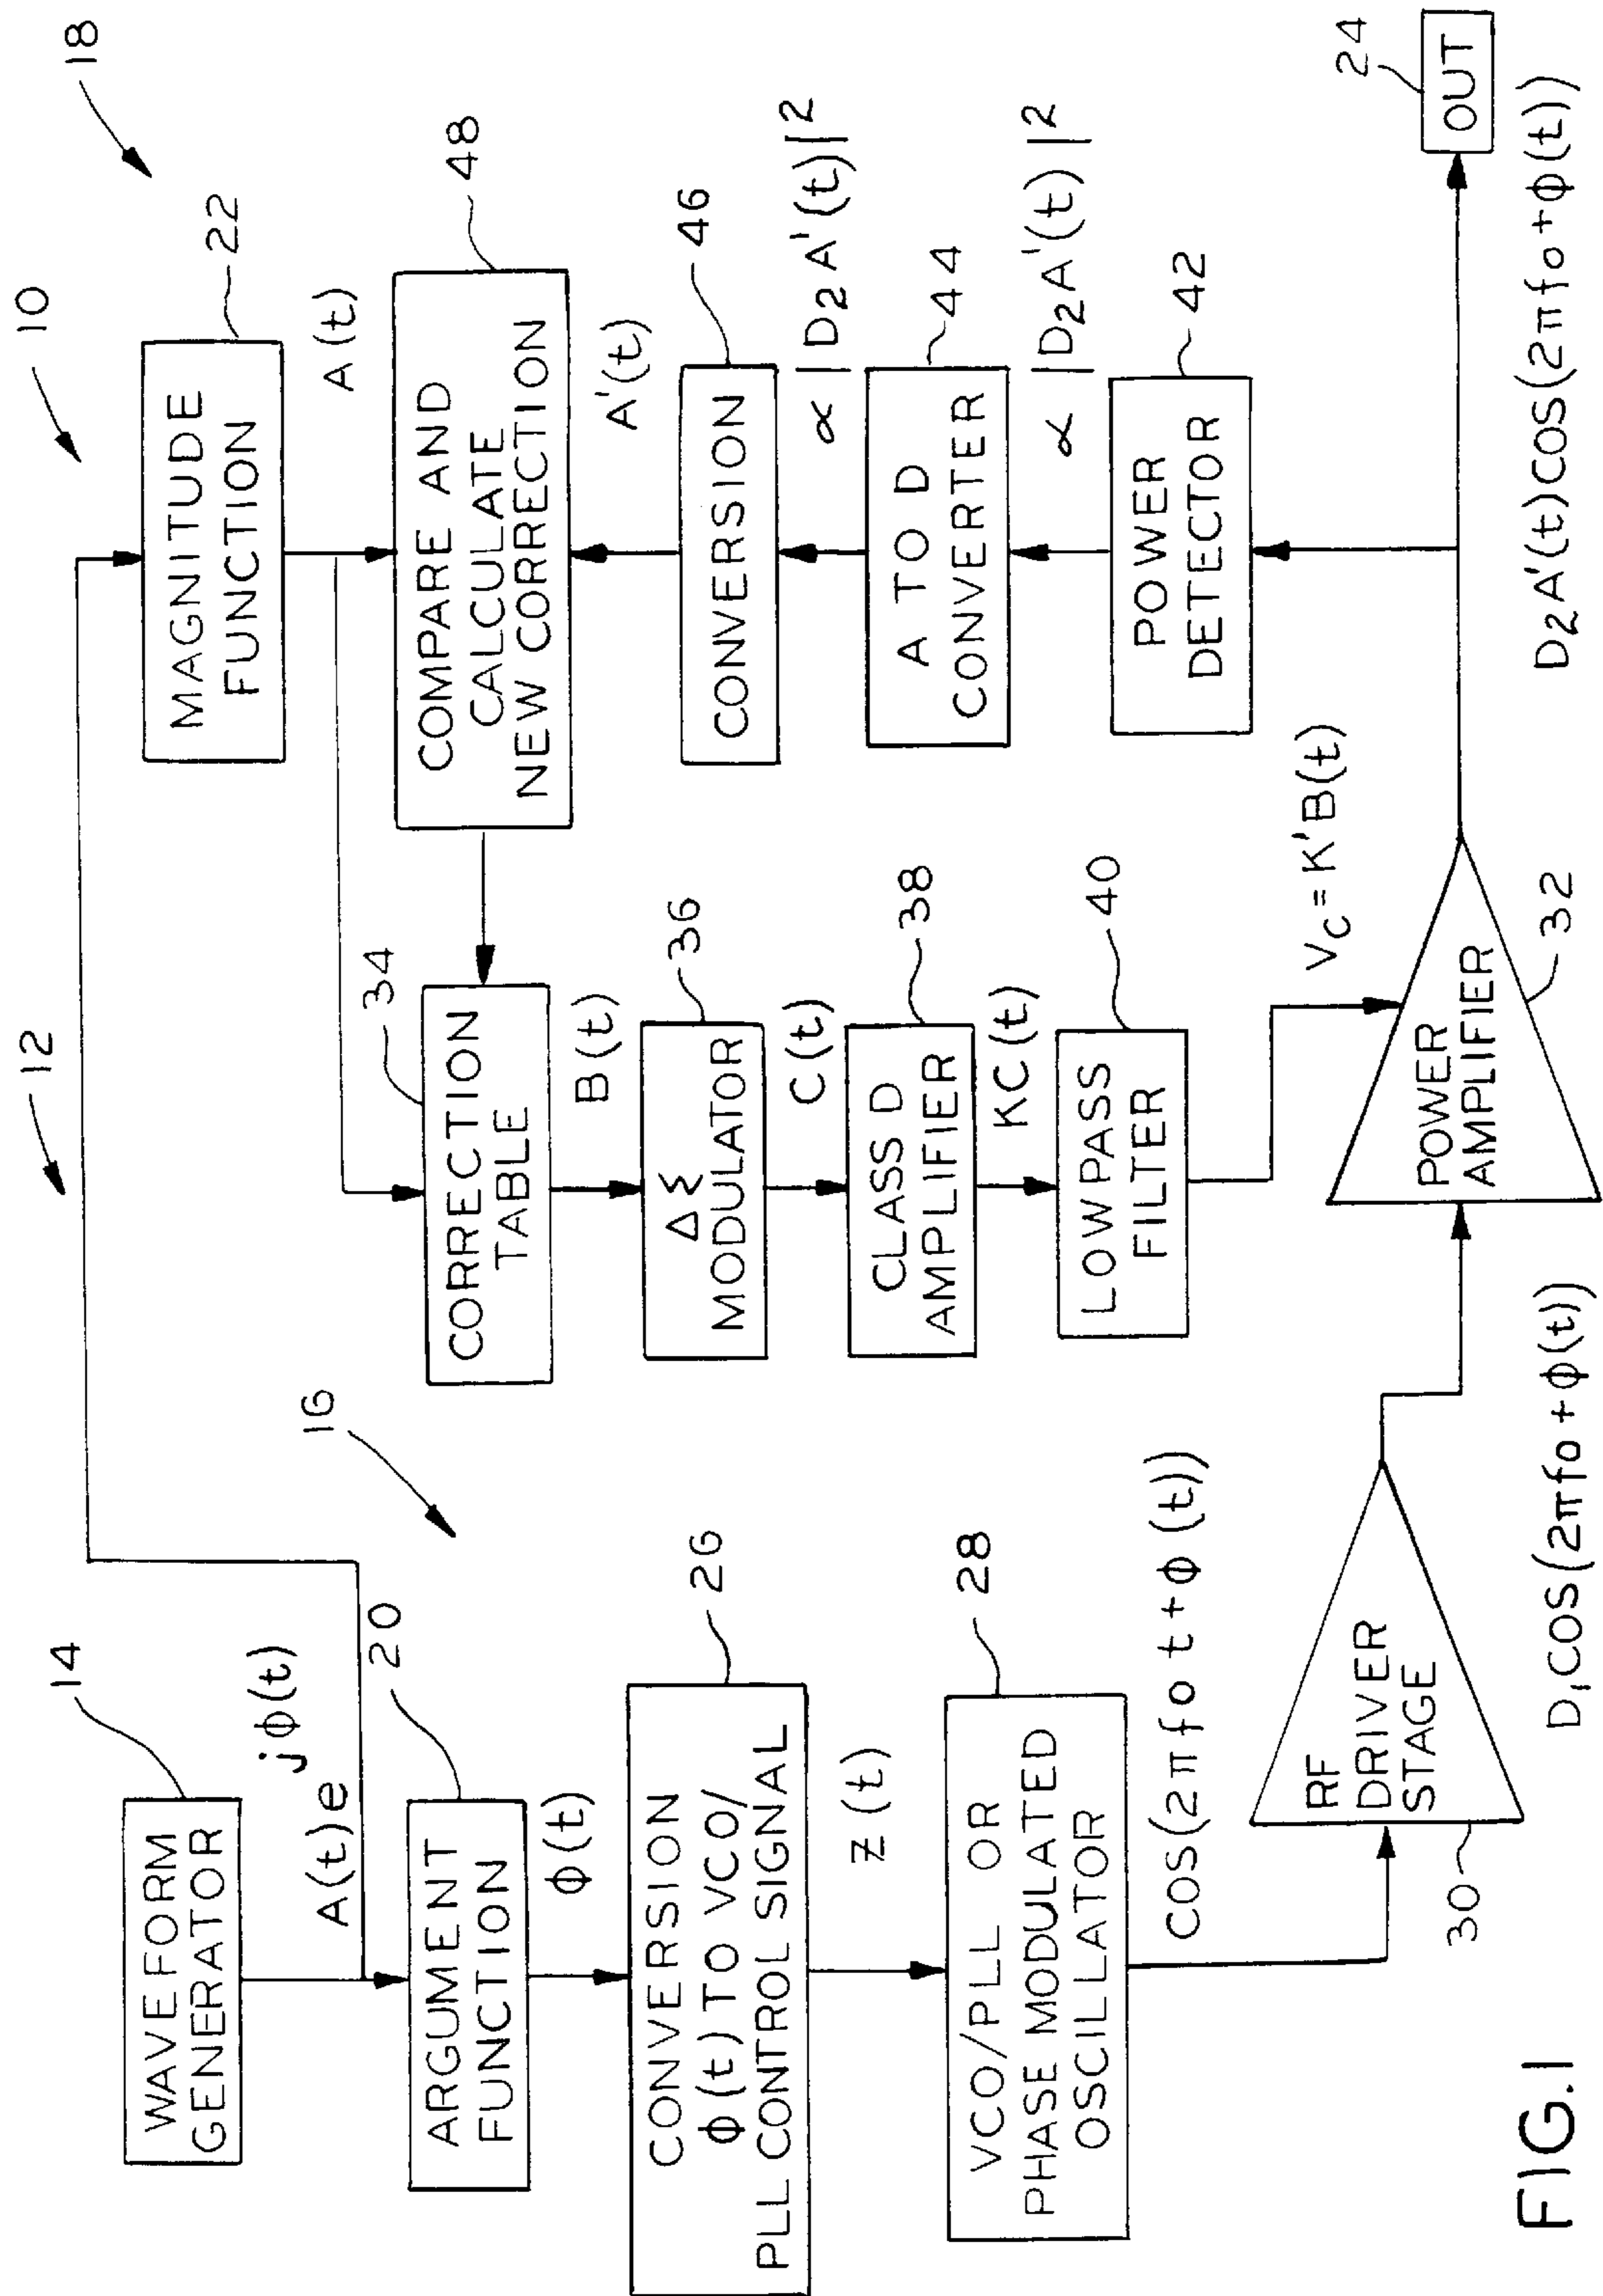 10
12
18
14
WAVEFORM
GENERATOR
A(t)e jϕ(t)
20
ARGUMENT
FUNCTION
ϕ(t)
16
26
CONVERSION
ϕ(t) TO VCO/
PLL CONTROL SIGNAL
Z(t)
28
VCO/PLL OR
PHASE MODULATED
OSCILLATOR
COS(2πfot+ϕ(t))
RF
DRIVER
STAGE
30
D₁COS(2πfo+ϕ(t))
22
MAGNITUDE
FUNCTION
A(t)
48
COMPARE AND
CALCULATE
NEW CORRECTION
A'(t)
46
CONVERSION
∝ |D₂A'(t)|²
44
A TO D
CONVERTER
∝ |D₂A'(t)|²
42
POWER
DETECTOR
34
CORRECTION
TABLE
B(t)
36
ΔΣ
MODULATOR
C(t)
38
CLASS D
AMPLIFIER
KC(t)
40
LOWPASS
FILTER
Vc=K'B(t)
POWER
AMPLIFIER
32
24
OUT
D₂A'(t)COS(2πfo+ϕ(t))
FIG.1